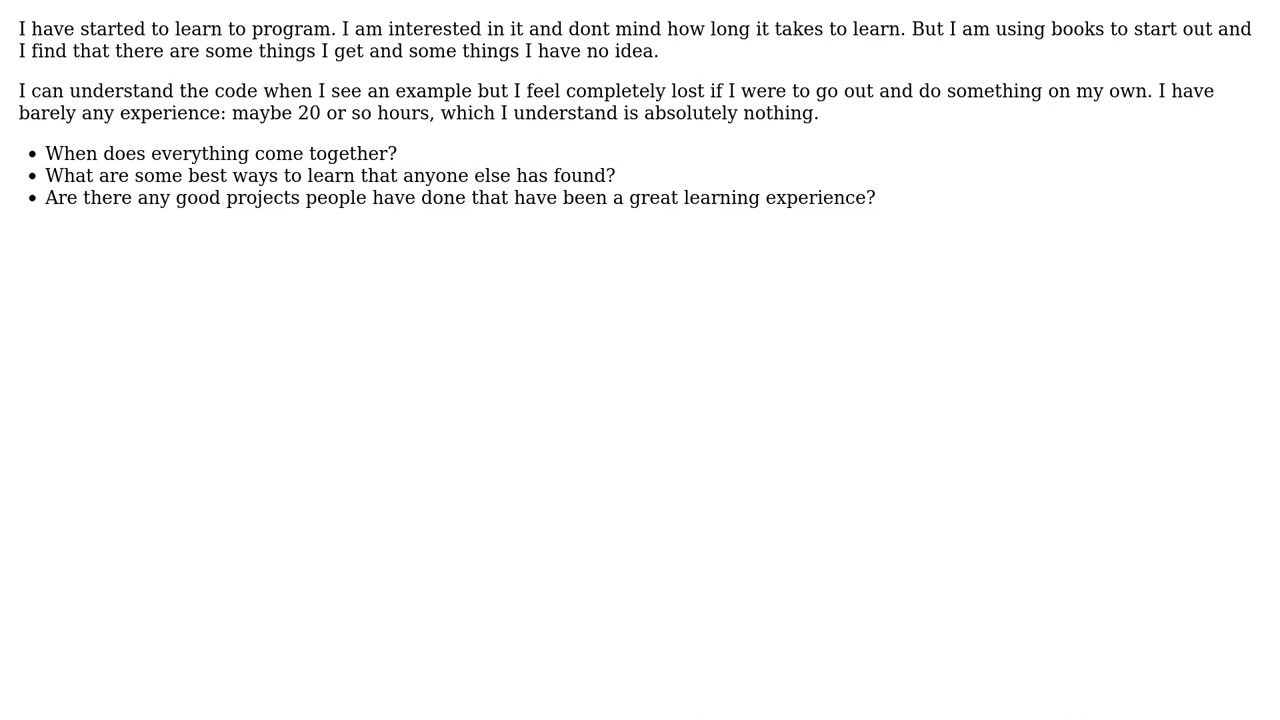 I have started to learn to program. I am interested in it and dont mind how long it takes to learn. But I am using books to start out and
I find that there are some things I get and some things I have no idea.
I can understand the code when I see an example but I feel completely lost if I were to go out and do something on my own. I have
barely any experience: maybe 20 or so hours, which I understand is absolutely nothing.
• When does everything come together?
• What are some best ways to learn that anyone else has found?
• Are there any good projects people have done that have been a great learning experience?